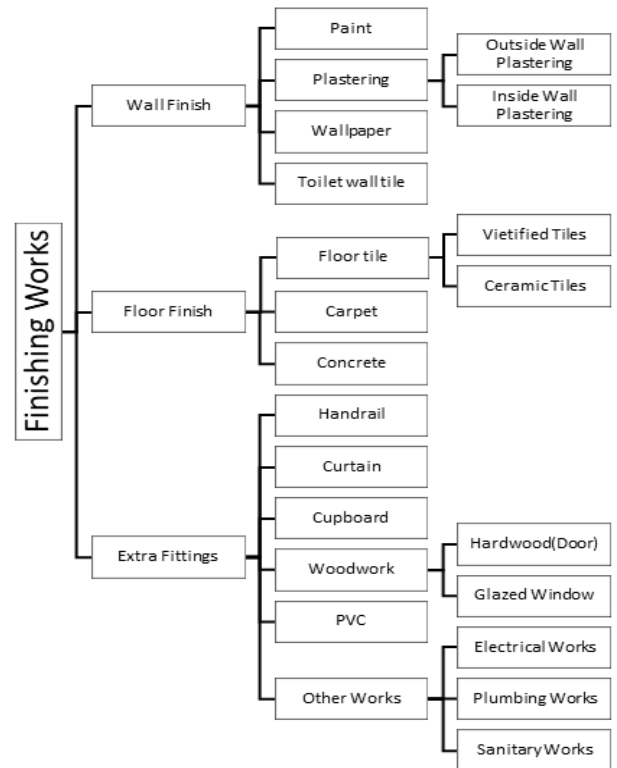 Finishing Works
Wall Finish
Paint
Plastering
Outside Wall
Plastering
Inside Wall
Plastering
Wallpaper
Toilet wall tile
Floor Finish
Floor tile
Vietified Tiles
Ceramic Tiles
Carpet
Concrete
Extra Fittings
Handrail
Curtain
Cupboard
Woodwork
Hardwood(Door)
Glazed Window
PVC
Other Works
Electrical Works
Plumbing Works
Sanitary Works